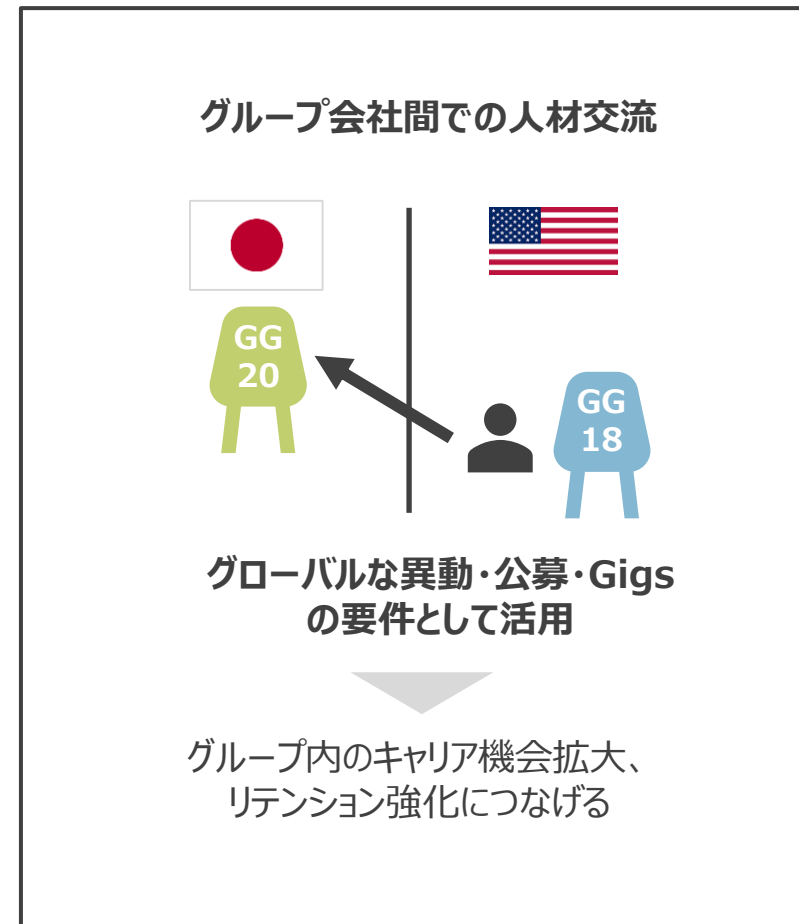 グループ会社間での人材交流
GG
20
GG
18
グローバルな異動・公募・Gigs
の要件として活用
グループ内のキャリア機会拡大、
リテンション強化につなげる